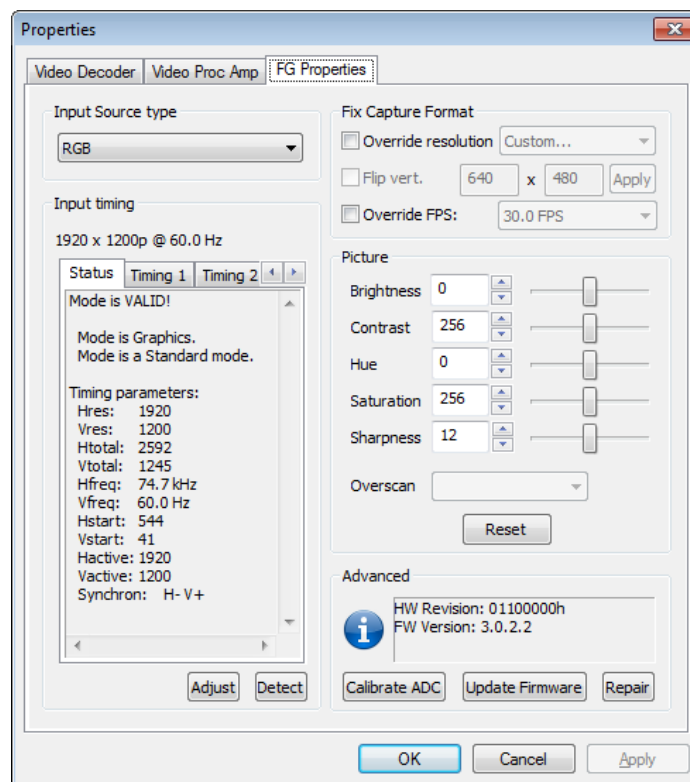 Properties
Video Decoder Video Proc Amp FG Properties
Input Source type
RGB
Input timing
1920 x 1200p @ 60.0 Hz
Status Timing 1 Timing 2
Mode is VALID!
Mode is Graphics.
Mode is a Standard mode.
Timing parameters:
Hres: 1920
Vres: 1200
Htotal: 2592
Vtotal: 1245
Hfreq: 74.7 kHz
Vfreq: 60.0 Hz
Hstart: 544
Vstart: 41
Hactive: 1920
Vactive: 1200
Synchron: H- V+
Adjust Detect
Fix Capture Format
Override resolution Custom...
Flip vert. 640 x 480 Apply
Override FPS: 30.0 FPS
Picture
Brightness 0
Contrast 256
Hue 0
Saturation 256
Sharpness 12
Overscan
Reset
Advanced
HW Revision: 01100000h
FW Version: 3.0.2.2
Calibrate ADC Update Firmware Repair
OK Cancel Apply